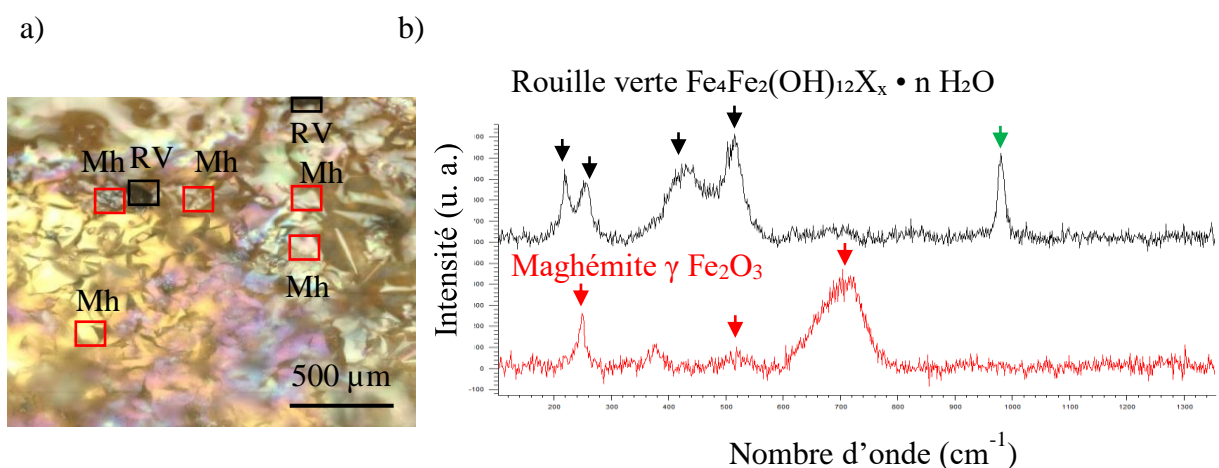 a)
b)
Rouille verte Fe₄Fe₂(OH)₁₂Xₓ • n H₂O
RV
Mh RV Mh Mh
Mh
Mh
500 µm
Intensité (u. a.)
Maghémite γ Fe₂O₃
-100
200 300 400 500 600 700 800 900 1000 1100 1200 1300
Nombre d’onde (cm⁻¹)